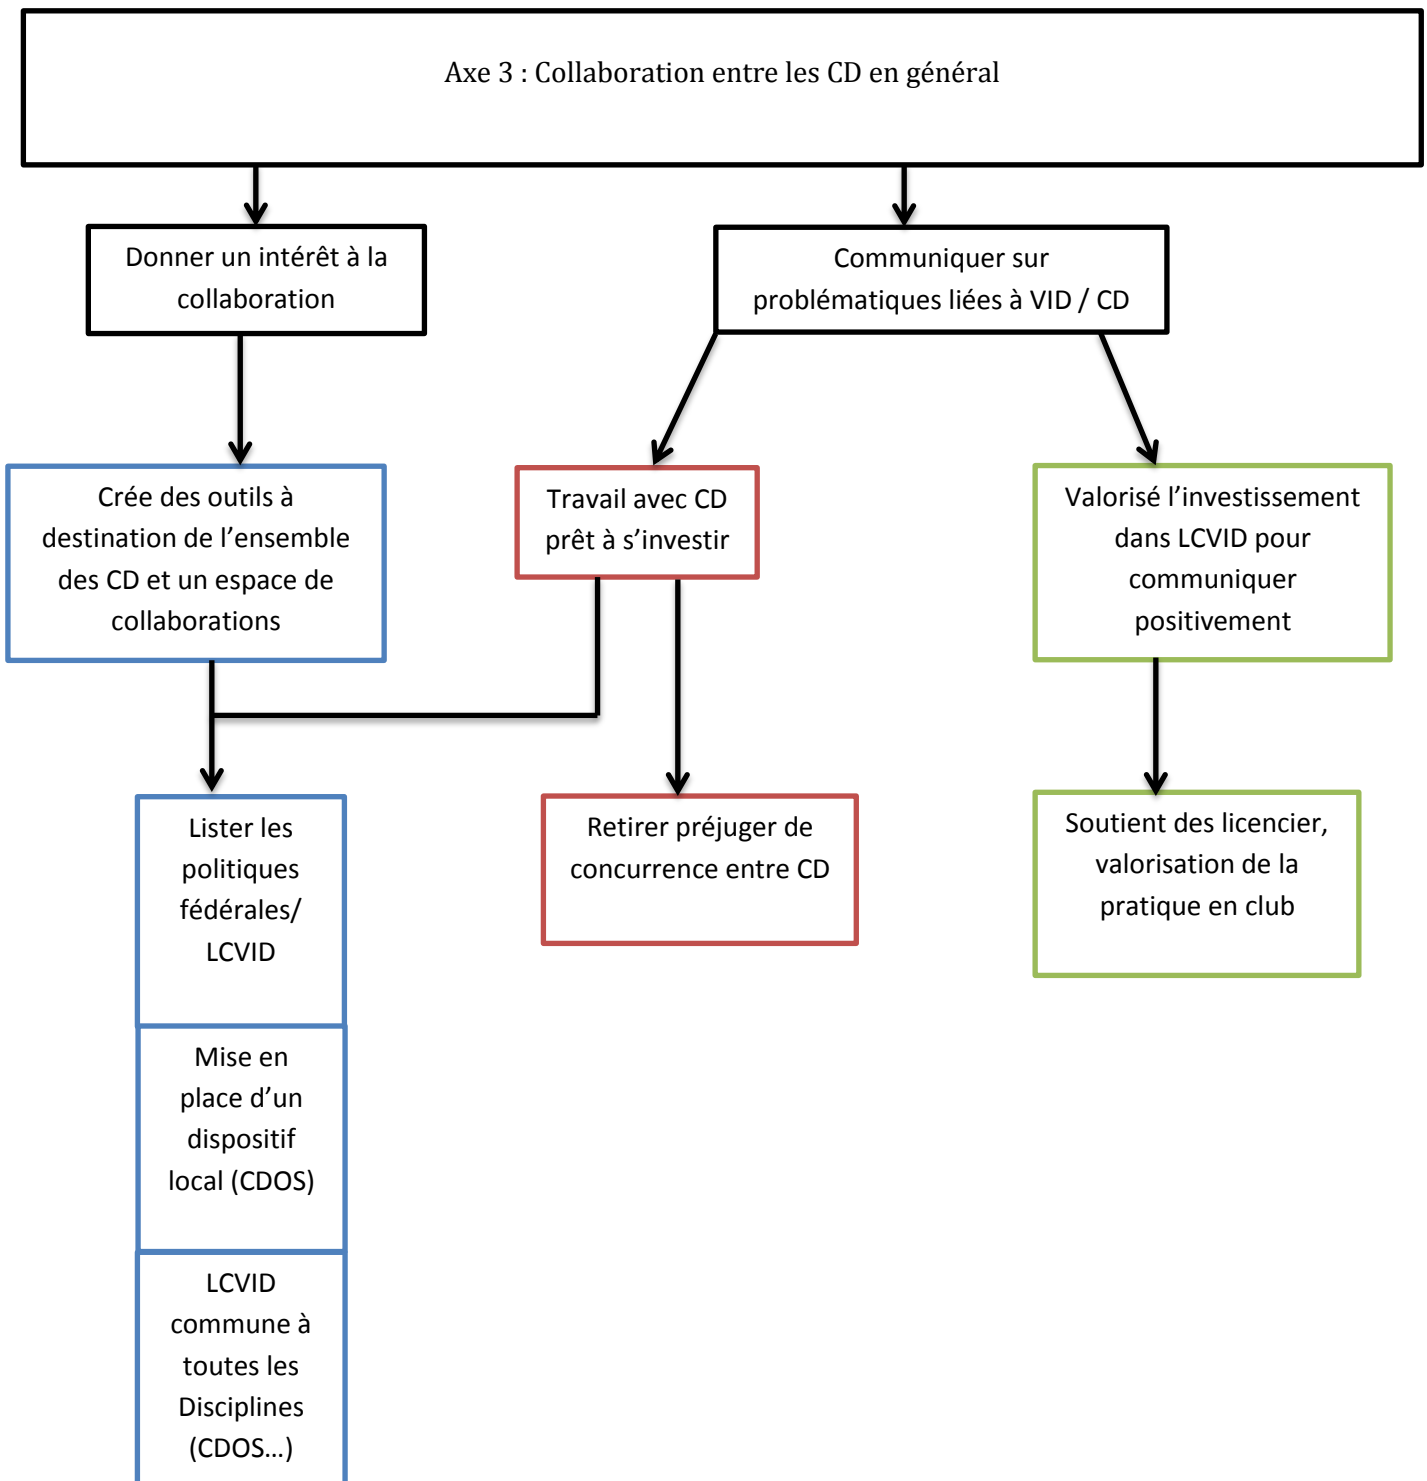 Axe 3 : Collaboration entre les CD en général
Donner un intérêt à la
collaboration
Communiquer sur
problématiques liées à VID / CD
Crée des outils à
destination de l’ensemble
des CD et un espace de
collaborations
Travail avec CD
prêt à s’investir
Valorisé l’investissement
dans LCVID pour
communiquer
positivement
Lister les
politiques
fédérales/
LCVID
Retirer préjuger de
concurrence entre CD
Soutient des licencier,
valorisation de la
pratique en club
Mise en
place d’un
dispositif
local (CDOS)
LCVID
commune à
toutes les
Disciplines
(CDOS…)